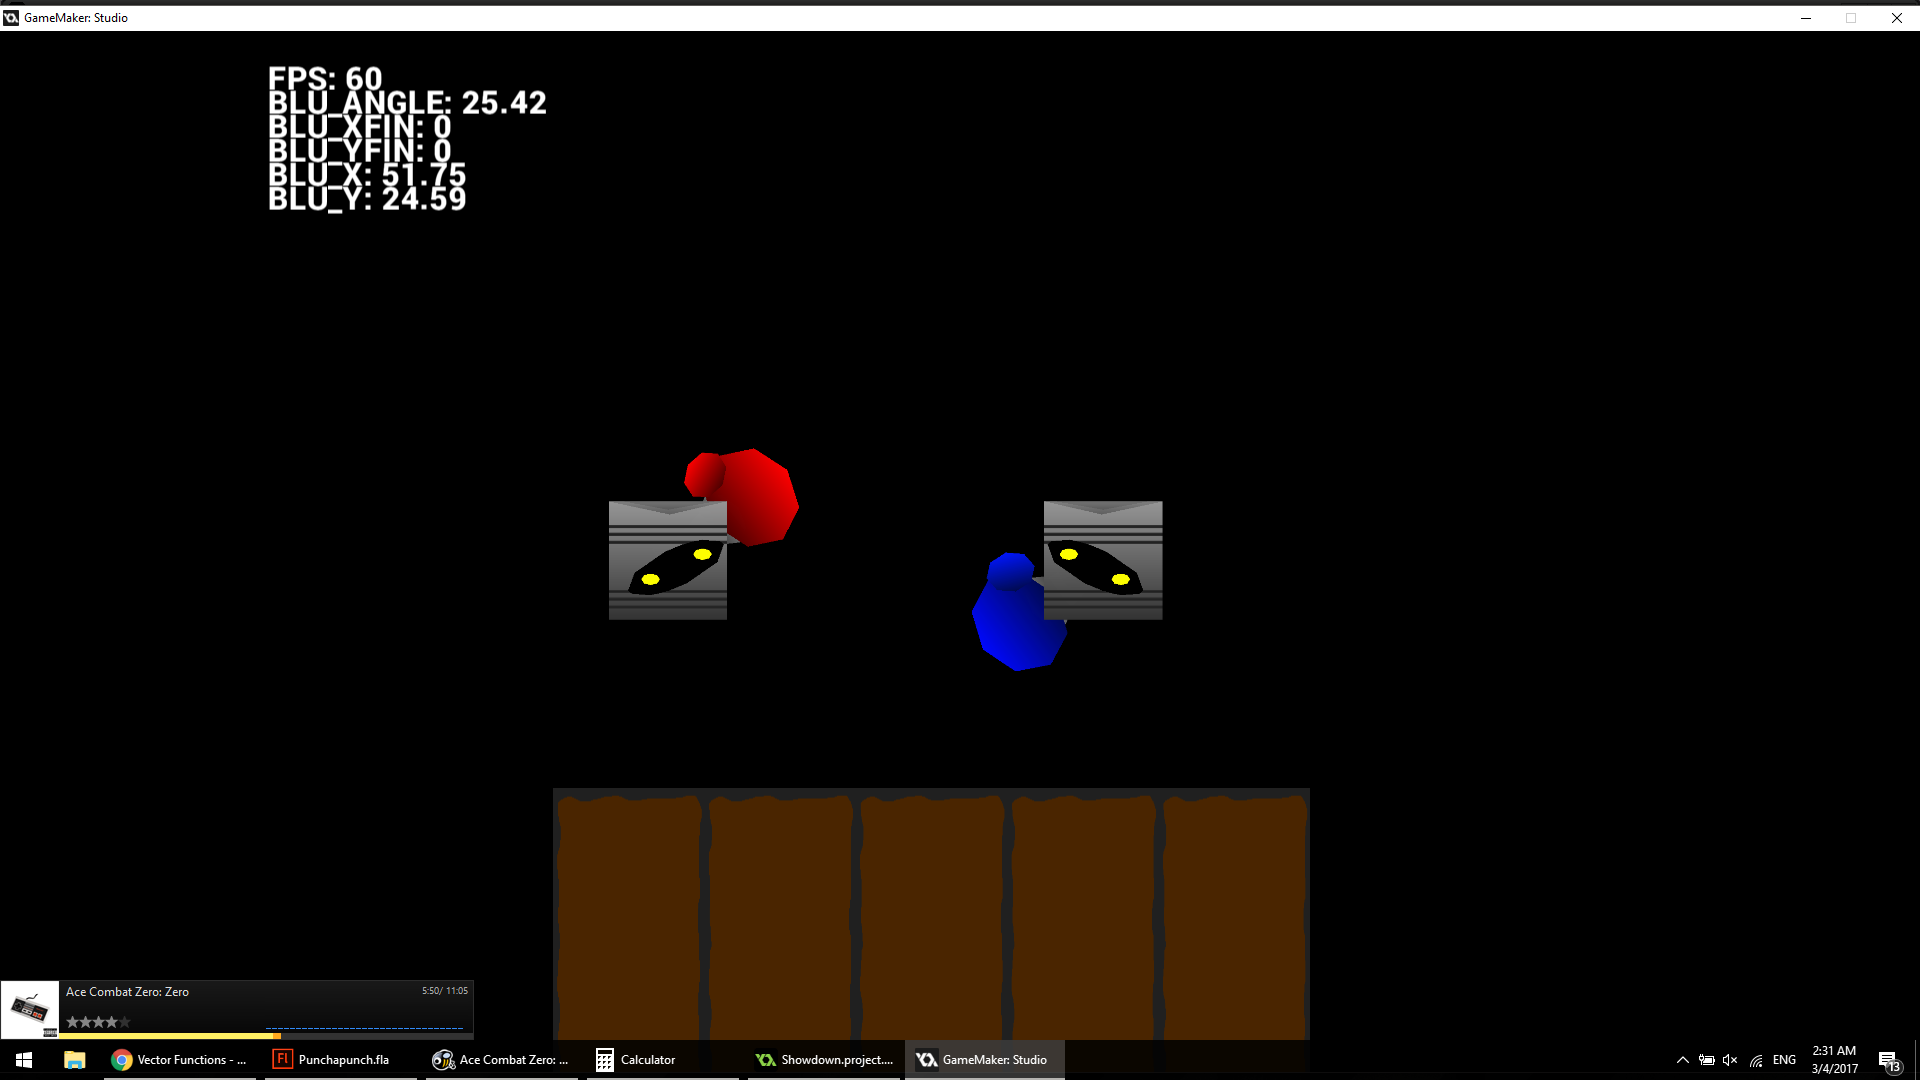 GameMaker: Studio
FPS: 60
BLU_ANGLE: 25.42
BLU_XFIN: 0
BLU_YFIN: 0
BLU_X: 51.75
BLU_Y: 24.59
Ace Combat Zero: Zero
5:50/ 11:05
Vector Functions - ...
Fl
Punchapunch.fla
Ace Combat Zero: ...
Calculator
Showdown.project....
GameMaker: Studio
ENG
2:31 AM
3/4/2017
13